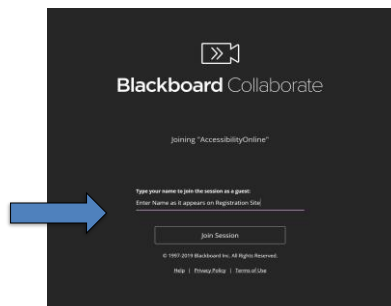 Blackboard Collaborate
Joining "AccessibilityOnline"
Type your name to join the session as a guest:
Enter Name as it appears on Registration Site
Join Session
© 1997-2019 Blackboard Inc. All Rights Reserved.
Help | Privacy Policy | Terms of Use